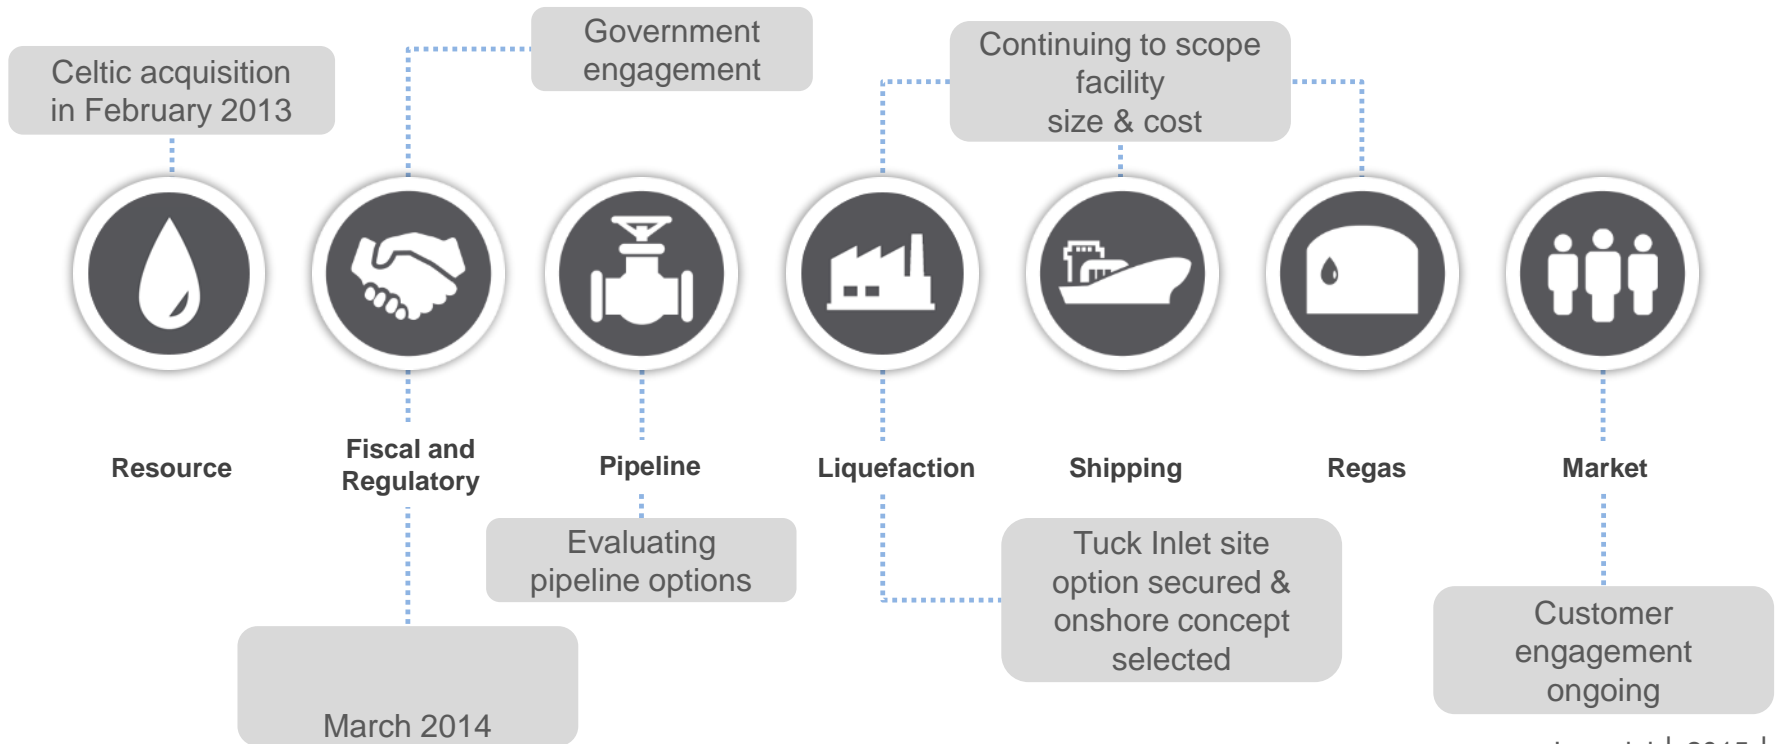 Celtic acquisition
in February 2013
Government
engagement
Continuing to scope
facility
size & cost
Resource
Fiscal and
Regulatory
Pipeline
Liquefaction
Shipping
Regas
Market
Evaluating
pipeline options
Tuck Inlet site
option secured &
onshore concept
selected
Customer
engagement
ongoing
March 2014
2015 |